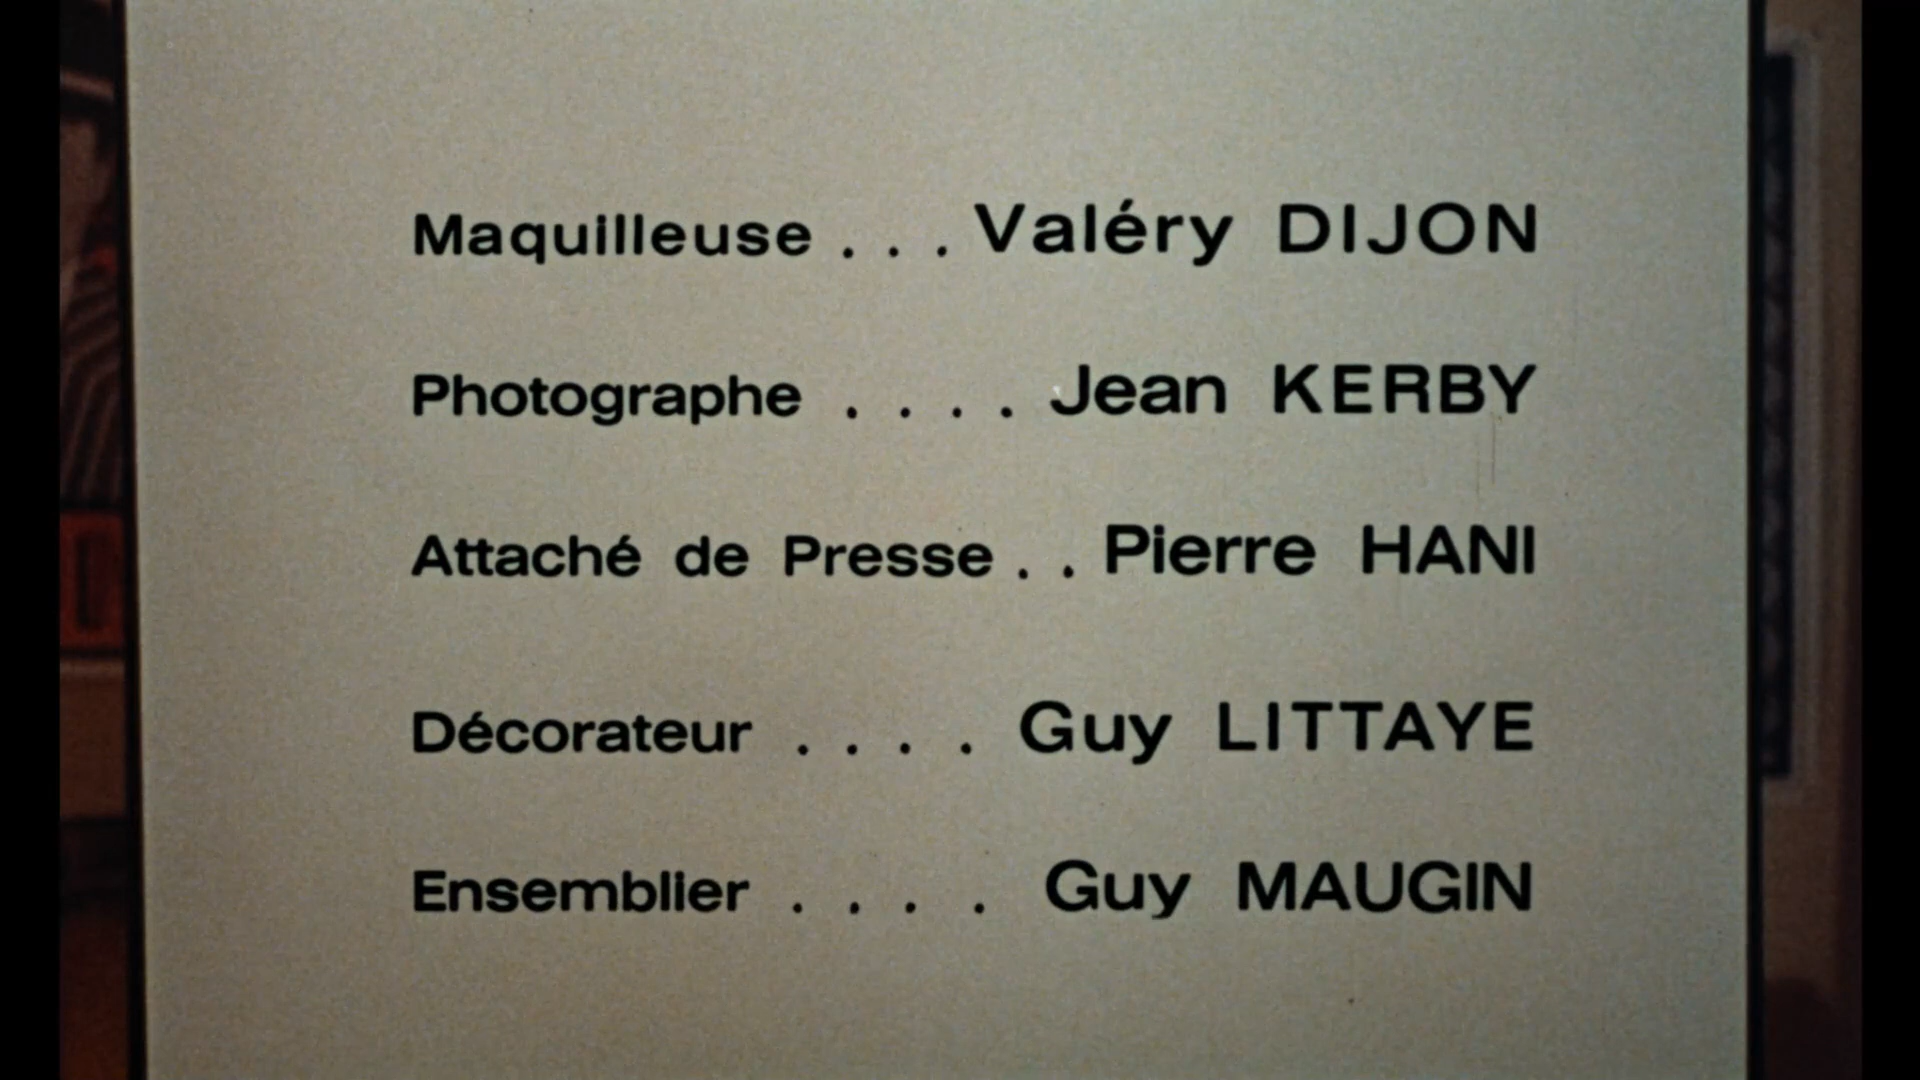 Maquilleuse . . . Valéry DIJON
Photographe . . . . Jean KERBY
Attaché de Presse . . Pierre HANI
Décorateur . . . . Guy LITTAYE
Ensemblier . . . . Guy MAUGIN